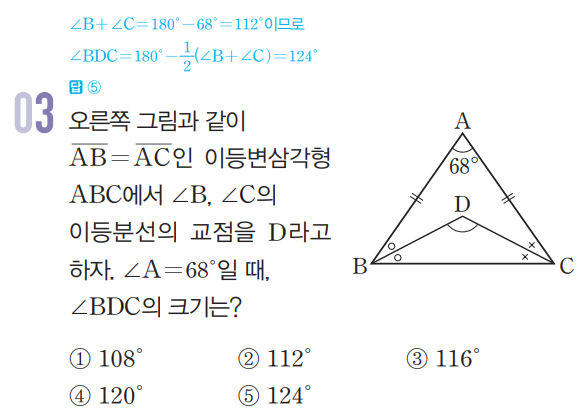 ∠B+∠C=180°-68°=112°이므로
∠BDC=180°-1/2(∠B+∠C)=124°
답 ⑤
03 오른쪽 그림과 같이
AB=AC인 이등변삼각형
ABC에서 ∠B, ∠C의
이등분선의 교점을 D라고
하자. ∠A=68°일 때,
∠BDC의 크기는?
A
68°
D
B
C
① 108° ② 112° ③ 116°
④ 120° ⑤ 124°